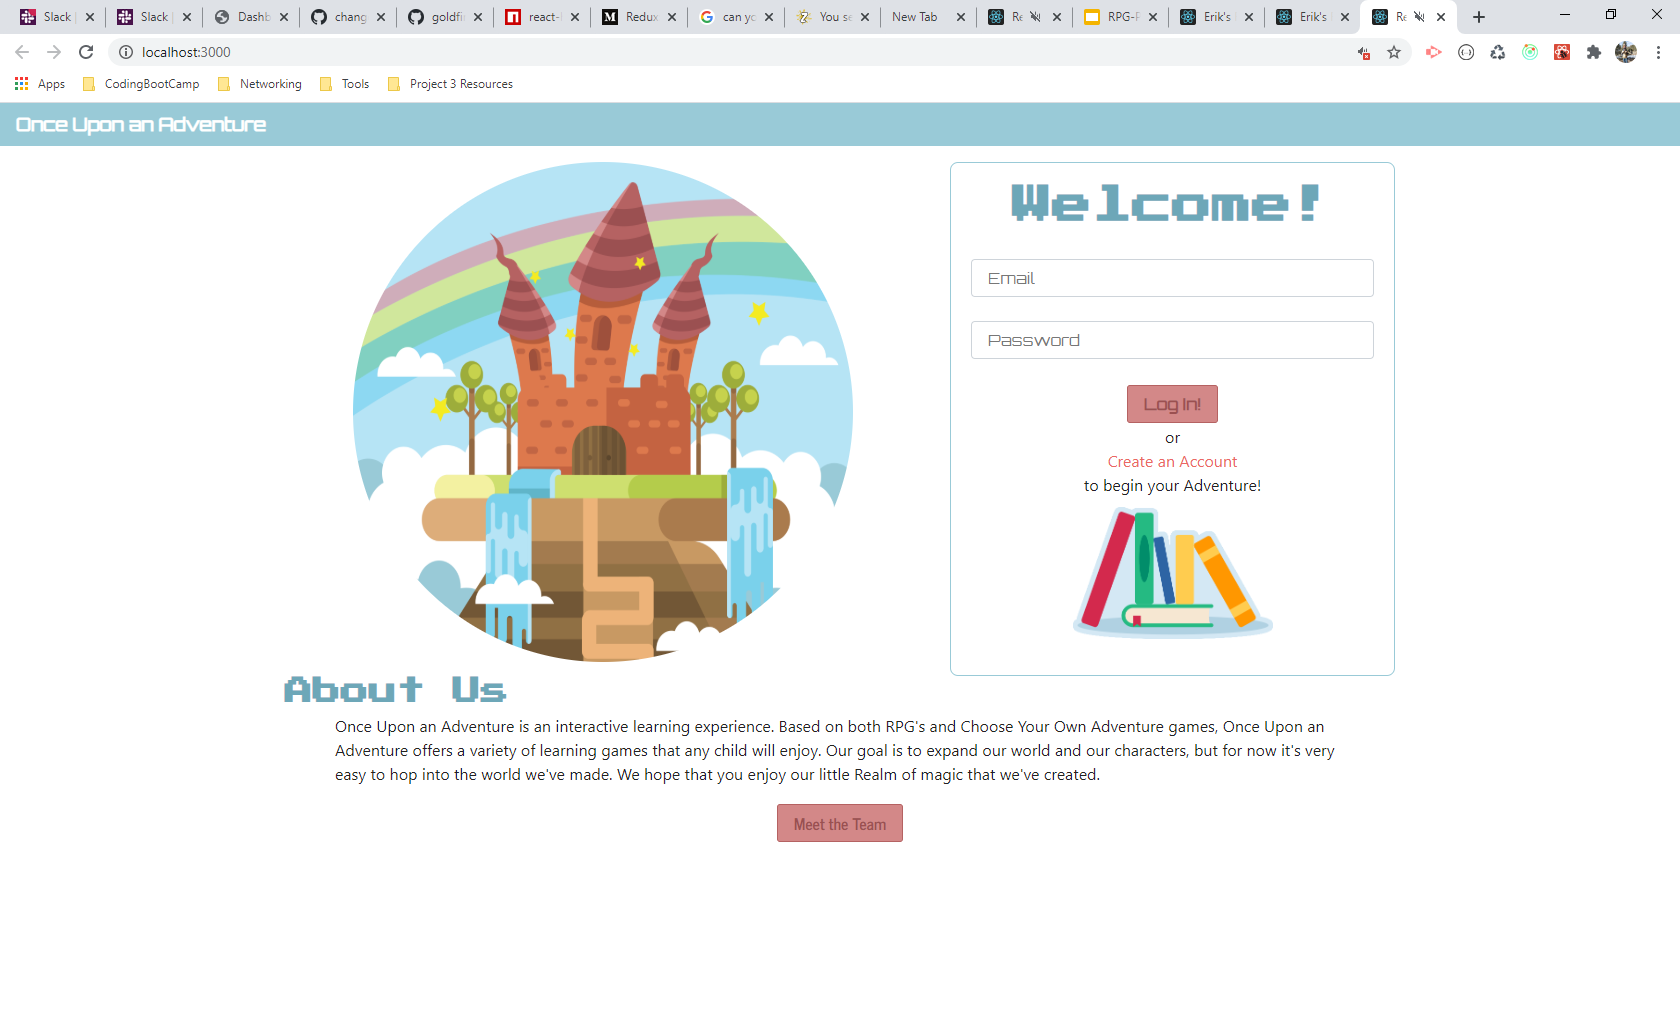 Slack
Slack
Dashb
chang
goldfi
react-
Redux
can yo
You se
New Tab
Re
RPG-F
Erik's
Erik's
Re
localhost:3000
Apps
CodingBootCamp
Networking
Tools
Project 3 Resources
Once Upon an Adventure
Welcome!
Email
Password
Log In!
or
Create an Account
to begin your Adventure!
About Us
Once Upon an Adventure is an interactive learning experience. Based on both RPG's and Choose Your Own Adventure games, Once Upon an
Adventure offers a variety of learning games that any child will enjoy. Our goal is to expand our world and our characters, but for now it's very
easy to hop into the world we've made. We hope that you enjoy our little Realm of magic that we've created.
Meet the Team